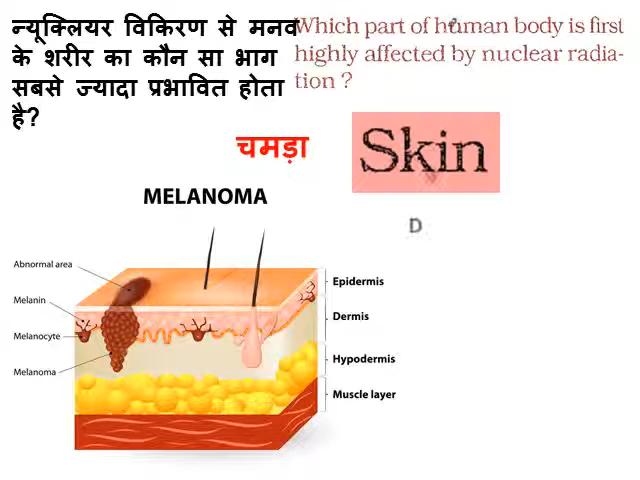 न्यूक्लियर विकिरण से मनव
के शरीर का कौन सा भाग
सबसे ज्यादा प्रभावित होता
है?
Which part of human body is first
highly affected by nuclear radia-
tion ?
चमड़ा
Skin
D
MELANOMA
Abnormal area
Melanin
Melanocyte
Melanoma
Epidermis
Dermis
Hypodermis
Muscle layer